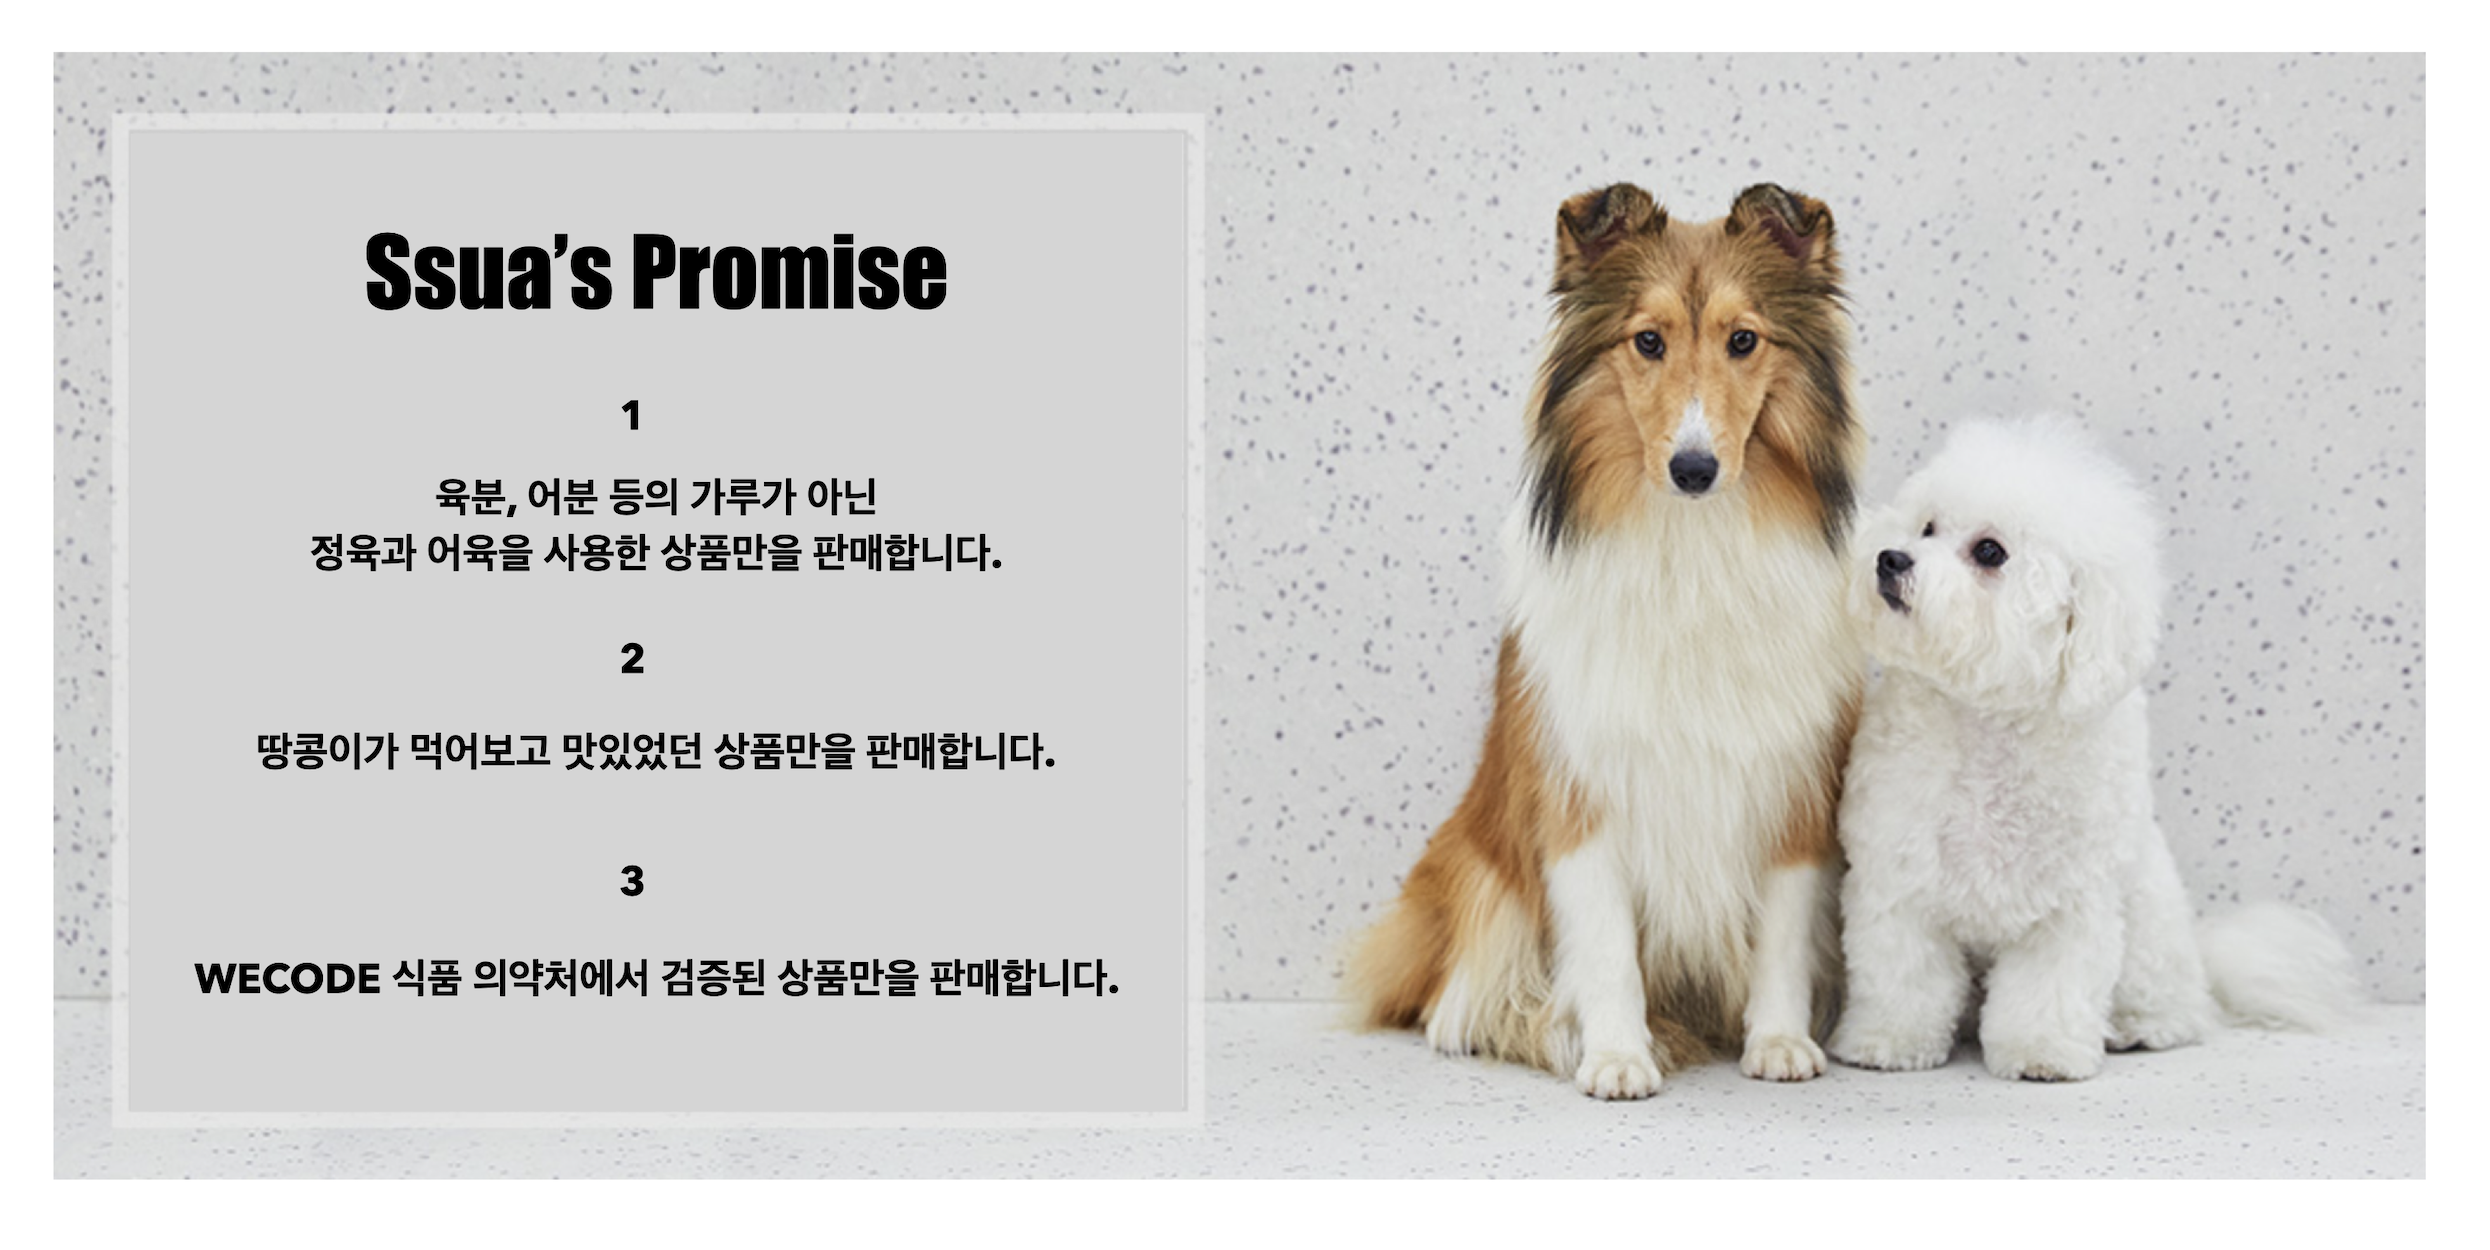 Ssua’s Promise
1
육분, 어분 등의 가루가 아닌
정육과 어육을 사용한 상품만을 판매합니다.
2
땅콩이가 먹어보고 맛있었던 상품만을 판매합니다.
3
WECODE 식품 의약처에서 검증된 상품만을 판매합니다.